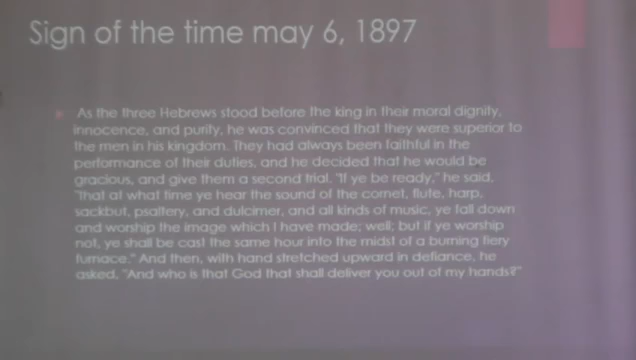 Sign of the time may 6, 1897
As the three Hebrews stood before the king in their moral dignity,
innocence, and purity, he was convinced that they were superior to
the men in his kingdom. They had always been faithful in the
performance of their duties, and he decided that he would be
gracious, and give them a second trial. "If ye be ready," he said,
"That at what time ye hear the sound of the cornet, flute, harp,
sackbut, psaltery, and dulcimer, and all kinds of music, ye fall down
and worship the image which I have made; well; but if ye worship
not, ye shall be cast the same hour into the midst of a burning fiery
furnace." And then, with hand stretched upward in defiance, he
asked, "And who is that God that shall deliver you out of my hands?"